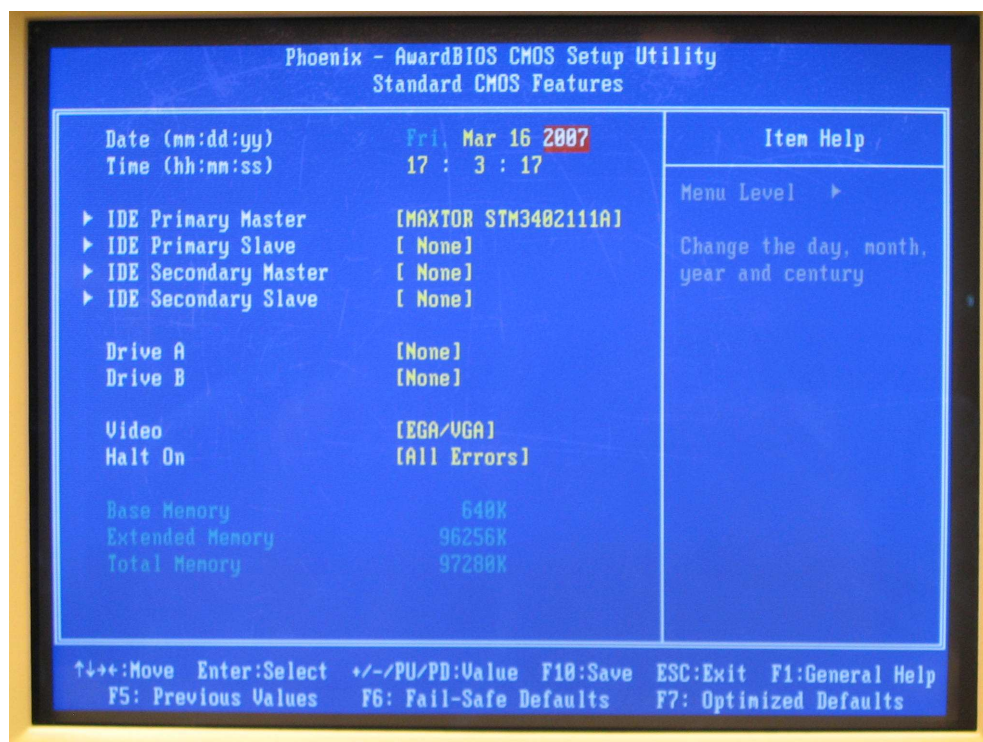 Phoenix - AwardBIOS CMOS Setup Utility
Standard CMOS Features
Date (mm:dd:yy) Fri, Mar 16 2007
Time (hh:mm:ss) 17 : 3 : 17
Item Help
Menu Level ▸
Change the day, month,
year and century
▸ IDE Primary Master [MAXTOR STM3402111A]
▸ IDE Primary Slave [ None]
▸ IDE Secondary Master [ None]
▸ IDE Secondary Slave [ None]
Drive A [None]
Drive B [None]
Video [EGA/VGA]
Halt On [All Errors]
Base Memory 640K
Extended Memory 96256K
Total Memory 97280K
↑↓→←:Move Enter:Select +/-/PU/PD:Value F10:Save ESC:Exit F1:General Help
F5: Previous Values F6: Fail-Safe Defaults F7: Optimized Defaults